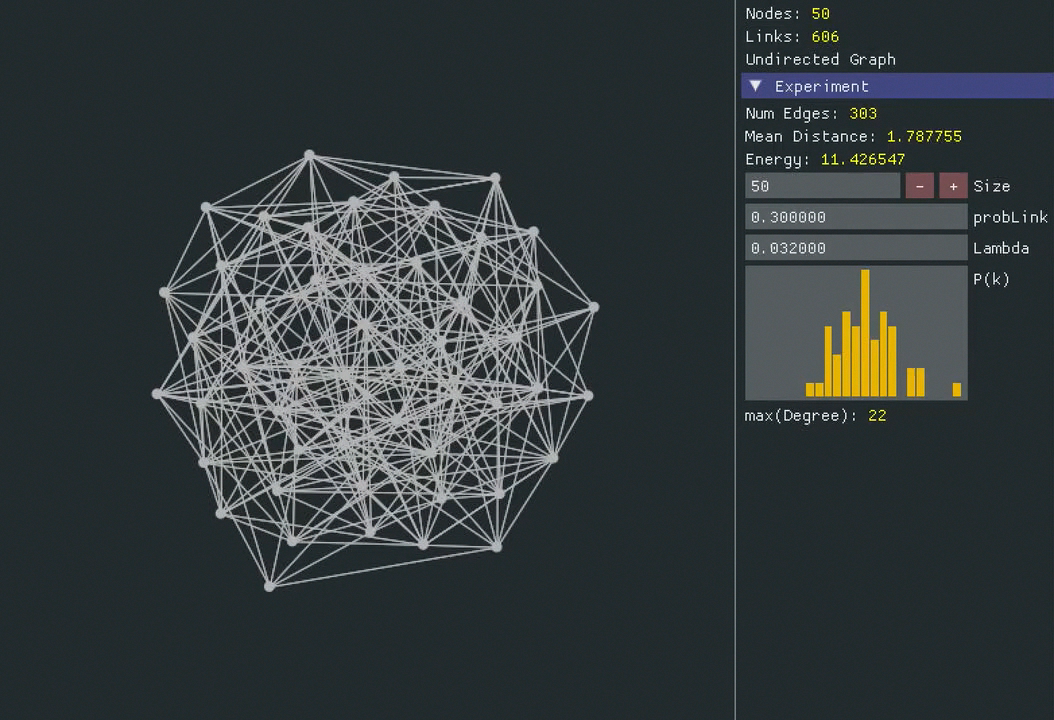 Nodes: 50
Links: 606
Undirected Graph
Experiment
Num Edges: 303
Mean Distance: 1.787755
Energy: 11.426547
50 - + Size
0.300000 probLink
0.032000 Lambda
P(k)
max(Degree): 22